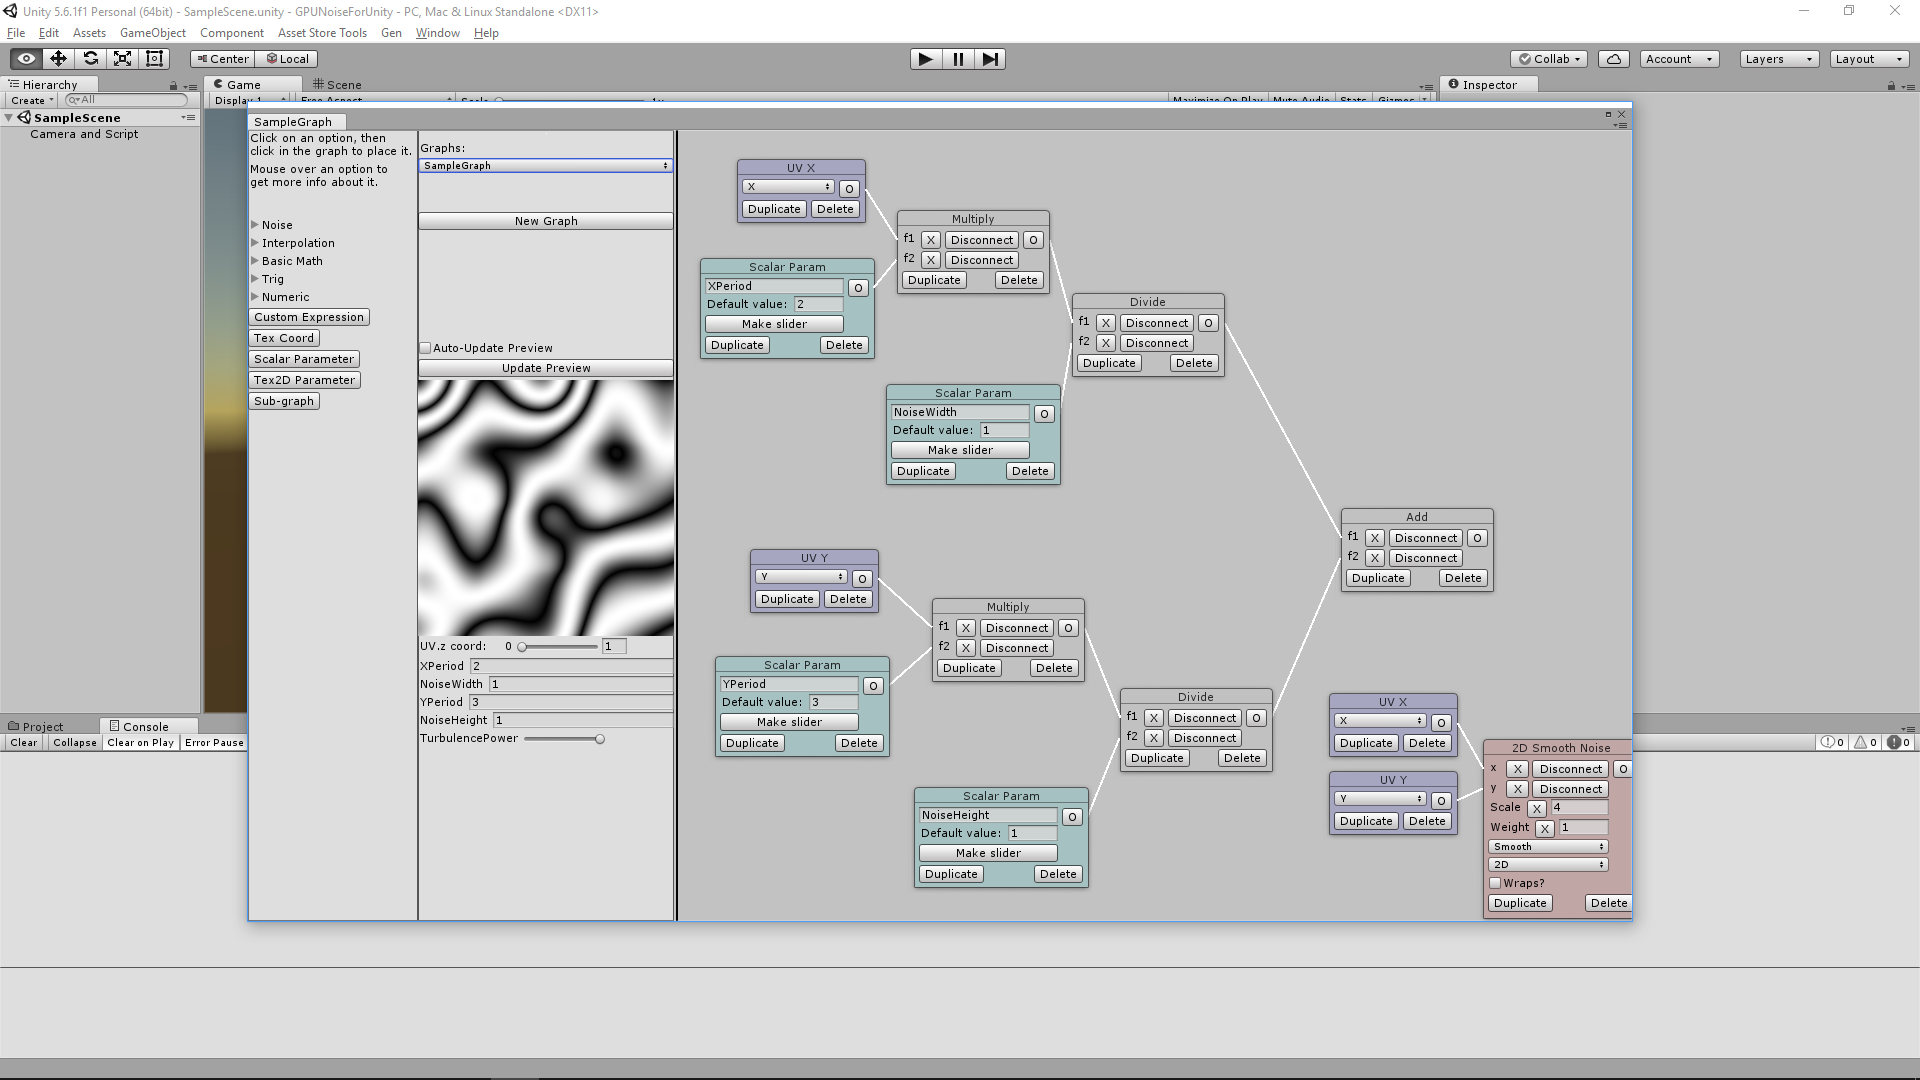 Unity 5.6.1f1 Personal (64bit) - SampleScene.unity - GPUNoiseForUnity - PC, Mac & Linux Standalone <DX11>
File Edit Assets GameObject Component Asset Store Tools Gen Window Help
Center Local Collab Account Layers Layout
Hierarchy Game Scene Inspector
Create All
SampleScene
Camera and Script
SampleGraph
Click on an option, then
click in the graph to place it.
Mouse over an option to
get more info about it.
Noise
Interpolation
Basic Math
Trig
Numeric
Custom Expression
Tex Coord
Scalar Parameter
Tex2D Parameter
Sub-graph
Graphs:
SampleGraph
New Graph
Auto-Update Preview
Update Preview
UV.z coord: 0 1
XPeriod 2
NoiseWidth 1
YPeriod 3
NoiseHeight 1
TurbulencePower
UV X
X O
Duplicate Delete
Multiply
f1 X Disconnect O
f2 X Disconnect
Duplicate Delete
Scalar Param
XPeriod O
Default value: 2
Make slider
Duplicate Delete
Divide
f1 X Disconnect O
f2 X Disconnect
Duplicate Delete
Scalar Param
NoiseWidth O
Default value: 1
Make slider
Duplicate Delete
Add
f1 X Disconnect O
f2 X Disconnect
Duplicate Delete
UV Y
Y O
Duplicate Delete
Multiply
f1 X Disconnect O
f2 X Disconnect
Duplicate Delete
Scalar Param
YPeriod O
Default value: 3
Make slider
Duplicate Delete
Divide
f1 X Disconnect O
f2 X Disconnect
Duplicate Delete
Scalar Param
NoiseHeight O
Default value: 1
Make slider
Duplicate Delete
UV X
X O
Duplicate Delete
UV Y
Y O
Duplicate Delete
2D Smooth Noise
x X Disconnect O
y X Disconnect
Scale X 4
Weight X 1
Smooth
2D
Wraps?
Duplicate Delete
Project Console
Clear Collapse Clear on Play Error Pause 0 0 0